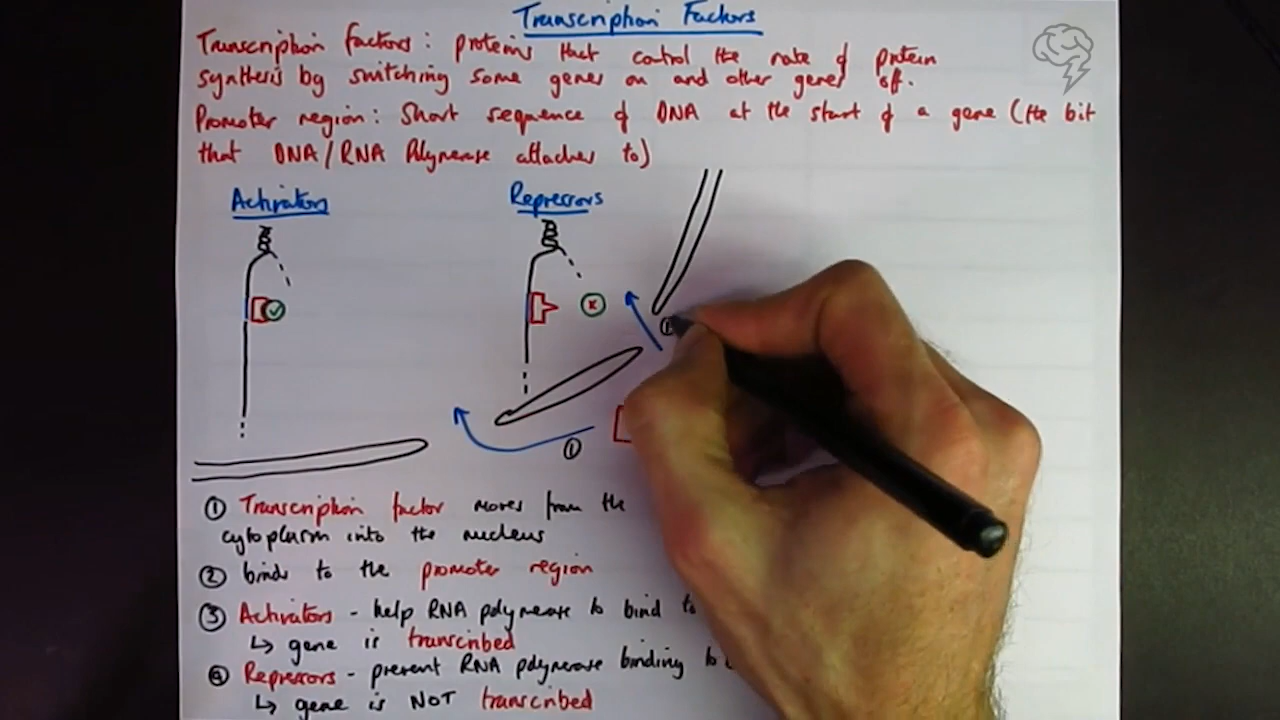 Transcription Factors
Transcription factors: proteins that control the rate of protein
synthesis by switching some genes on and other genes off.
Promoter region: Short sequence of DNA at the start of a gene (the bit
that DNA/RNA Polymerase attaches to)
Activators
Repressors
①
①
① Transcription factor moves from the
cytoplasm into the nucleus
② binds to the promoter region
③ Activators - help RNA polymerase to bind to
↳ gene is transcribed
④ Repressors - prevent RNA polymerase binding to
↳ gene is NOT transcribed